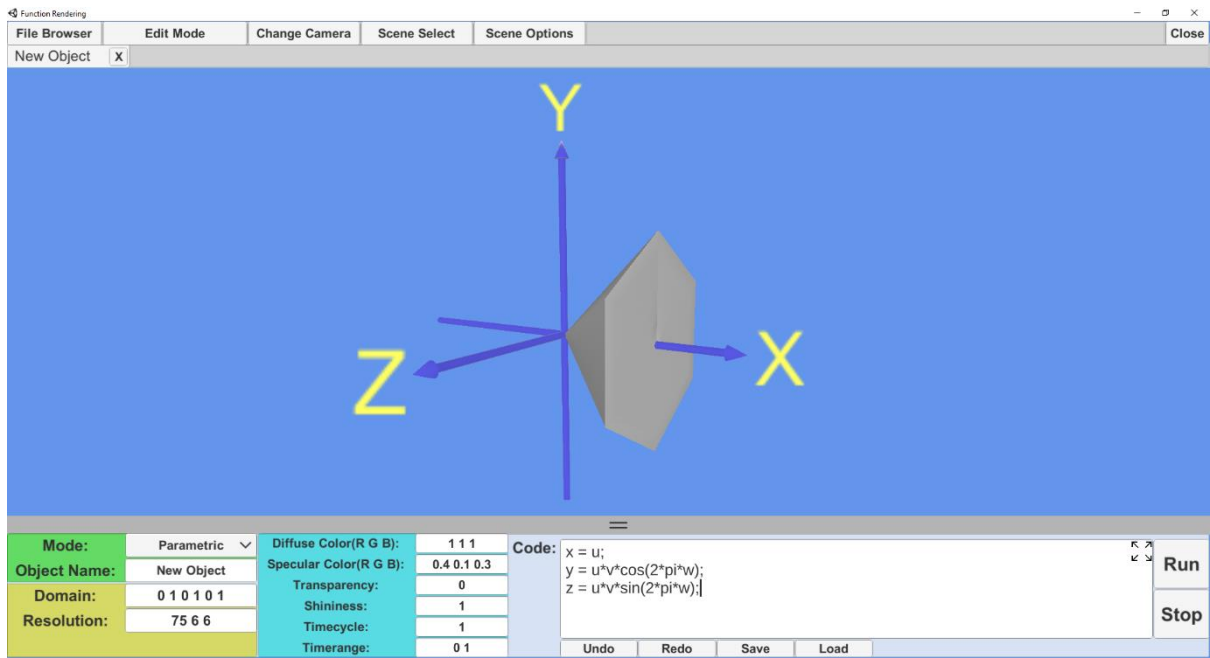 Function Rendering
File Browser Edit Mode Change Camera Scene Select Scene Options Close
New Object X
Y
Z
X
Mode: Parametric
Object Name: New Object
Domain: 0 1 0 1 0 1
Resolution: 75 6 6
Diffuse Color(R G B): 1 1 1
Specular Color(R G B): 0.4 0.1 0.3
Transparency: 0
Shininess: 1
Timecycle: 1
Timerange: 0 1
Code:
x = u;
y = u*v*cos(2*pi*w);
z = u*v*sin(2*pi*w);
Run
Stop
Undo Redo Save Load